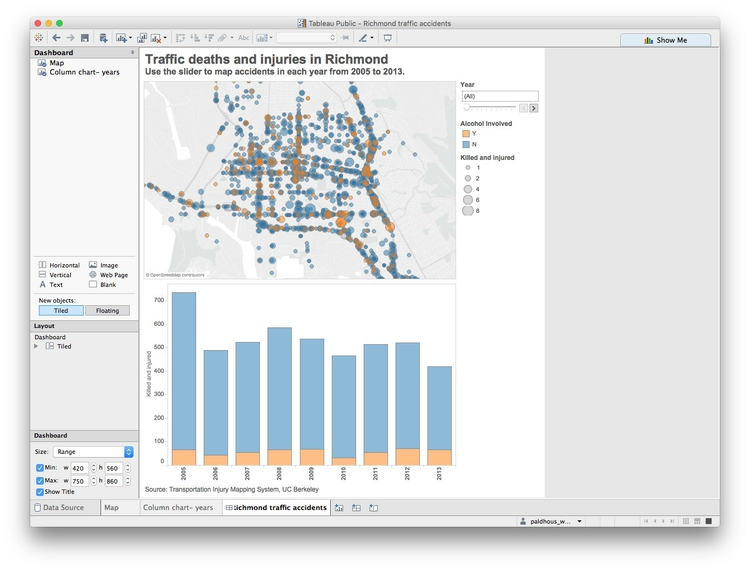 Tableau Public - Richmond traffic accidents
Abc
Show Me
Dashboard
Map
Column chart- years
Horizontal
Image
Vertical
Web Page
Text
Blank
New objects:
Tiled
Floating
Layout
Dashboard
Tiled
Dashboard
Size:
Range
Min:
w
420
h
560
Max:
w
750
h
860
Show Title
Traffic deaths and injuries in Richmond
Use the slider to map accidents in each year from 2005 to 2013.
© OpenStreetMap contributors
Year
(All)
Alcohol Involved
Y
N
Killed and injured
1
2
4
6
8
Killed and injured
700
600
500
400
300
200
100
0
2005
2006
2007
2008
2009
2010
2011
2012
2013
Source: Transportation Injury Mapping System, UC Berkeley
Data Source
Map
Column chart- years
ichmond traffic accidents
paldhous_w...